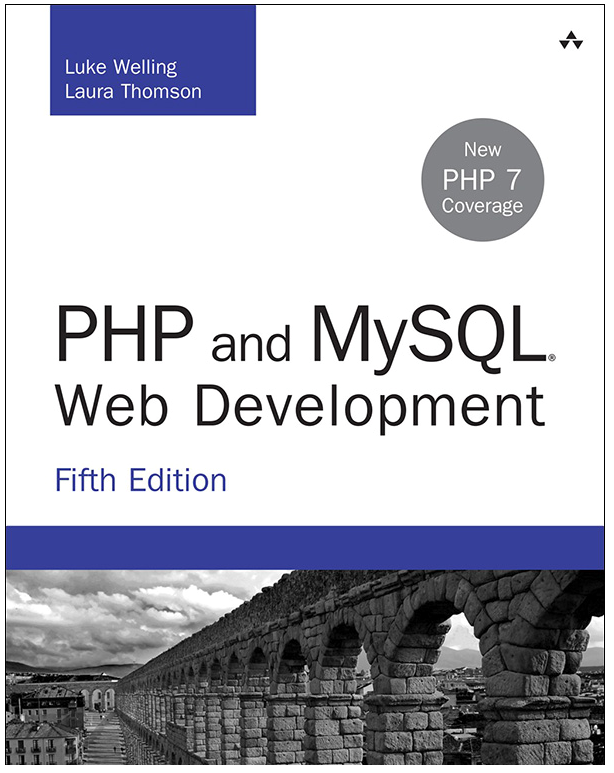 Luke Welling
Laura Thomson
New
PHP 7
Coverage
PHP and MySQL®
Web Development
Fifth Edition